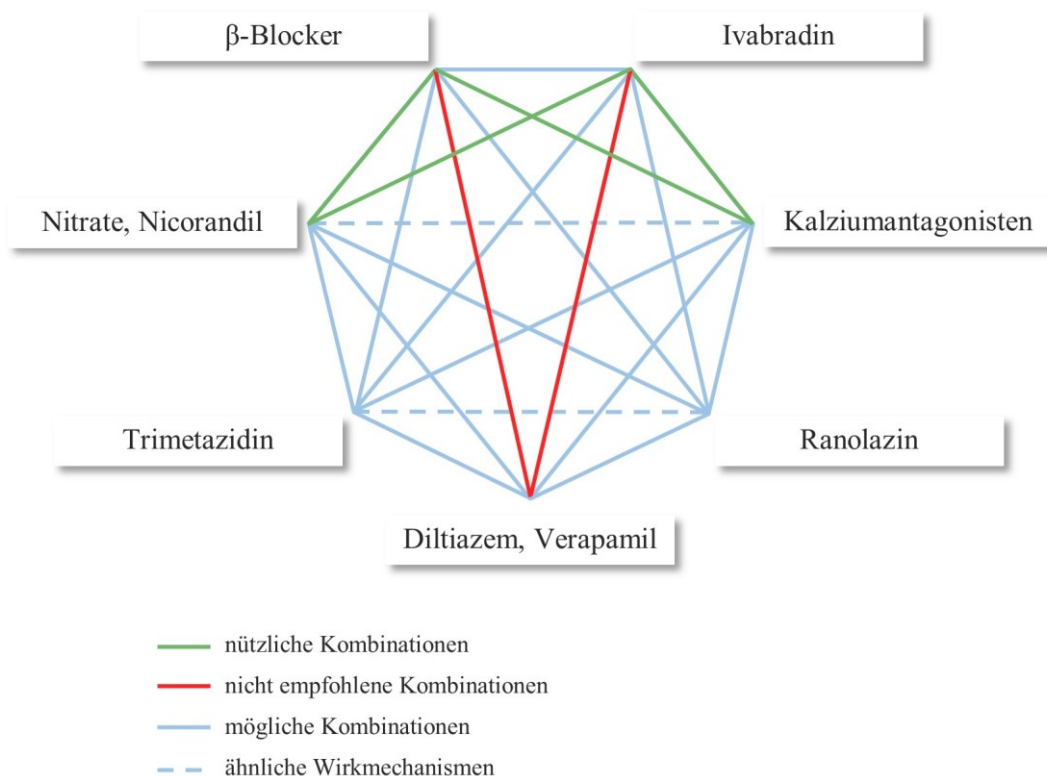 β-Blocker
Ivabradin
Nitrate, Nicorandil
Kalziumantagonisten
Trimetazidin
Ranolazin
Diltiazem, Verapamil
nützliche Kombinationen
nicht empfohlene Kombinationen
mögliche Kombinationen
ähnliche Wirkmechanismen